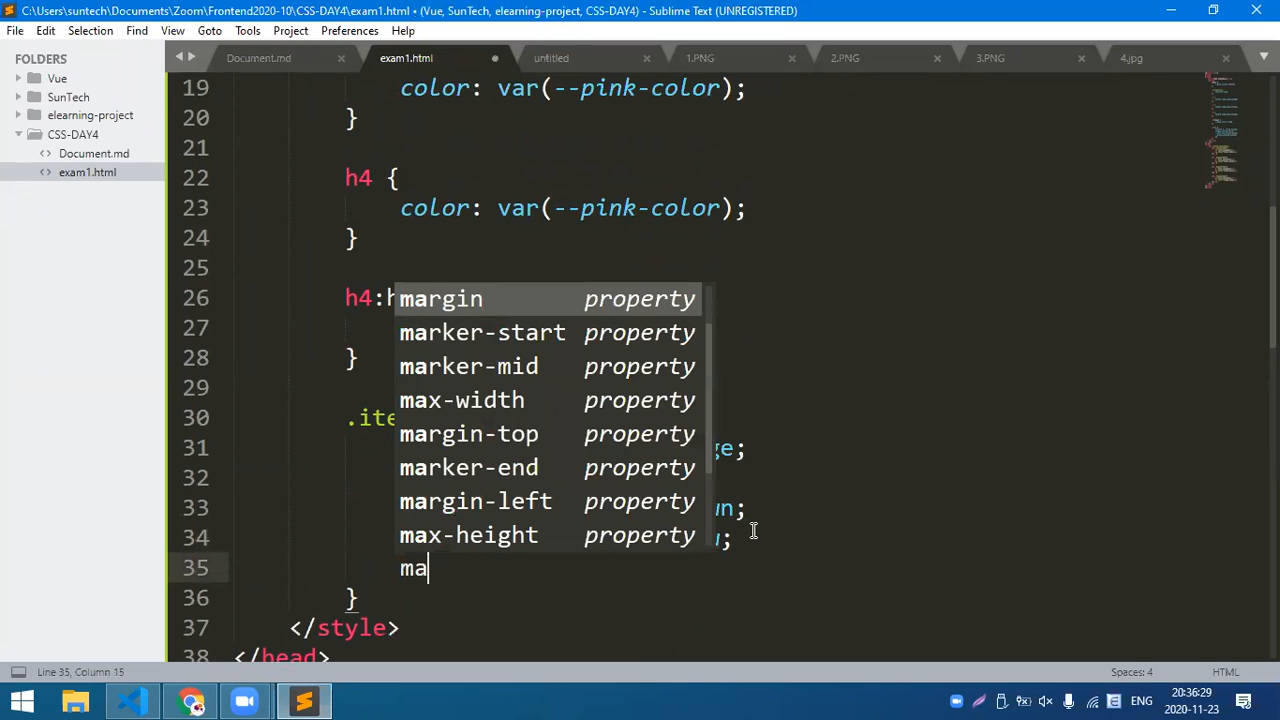 C:\Users\suntech\Documents\Zoom\Frontend2020-10\CSS-DAY4\exam1.html • (Vue, SunTech, elearning-project, CSS-DAY4) - Sublime Text (UNREGISTERED)
File Edit Selection Find View Goto Tools Project Preferences Help
FOLDERS
Vue
SunTech
elearning-project
CSS-DAY4
Document.md
exam1.html
Document.md exam1.html untitled 1.PNG 2.PNG 3.PNG 4.jpg
19 color: var(--pink-color);
20 }
21
22 h4 {
23 color: var(--pink-color);
24 }
25
26 h4:h
27
28 }
29
30 .ite
31 ge;
32
33 wn;
34 ;
35 ma
36 }
37 </style>
38 </head>
margin property
marker-start property
marker-mid property
max-width property
margin-top property
marker-end property
margin-left property
max-height property
Line 35, Column 15 Spaces: 4 HTML
ENG 20:36:29
2020-11-23